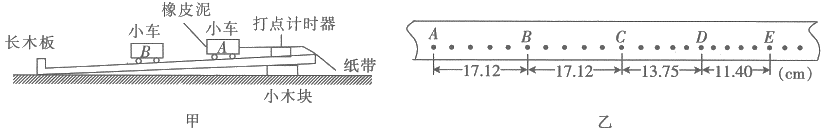 橡皮泥
小车
小车
打点计时器
长木板
B
A
纸带
小木块
甲
A
B
C
D
E
17.12
17.12
13.75
11.40
(cm)
乙